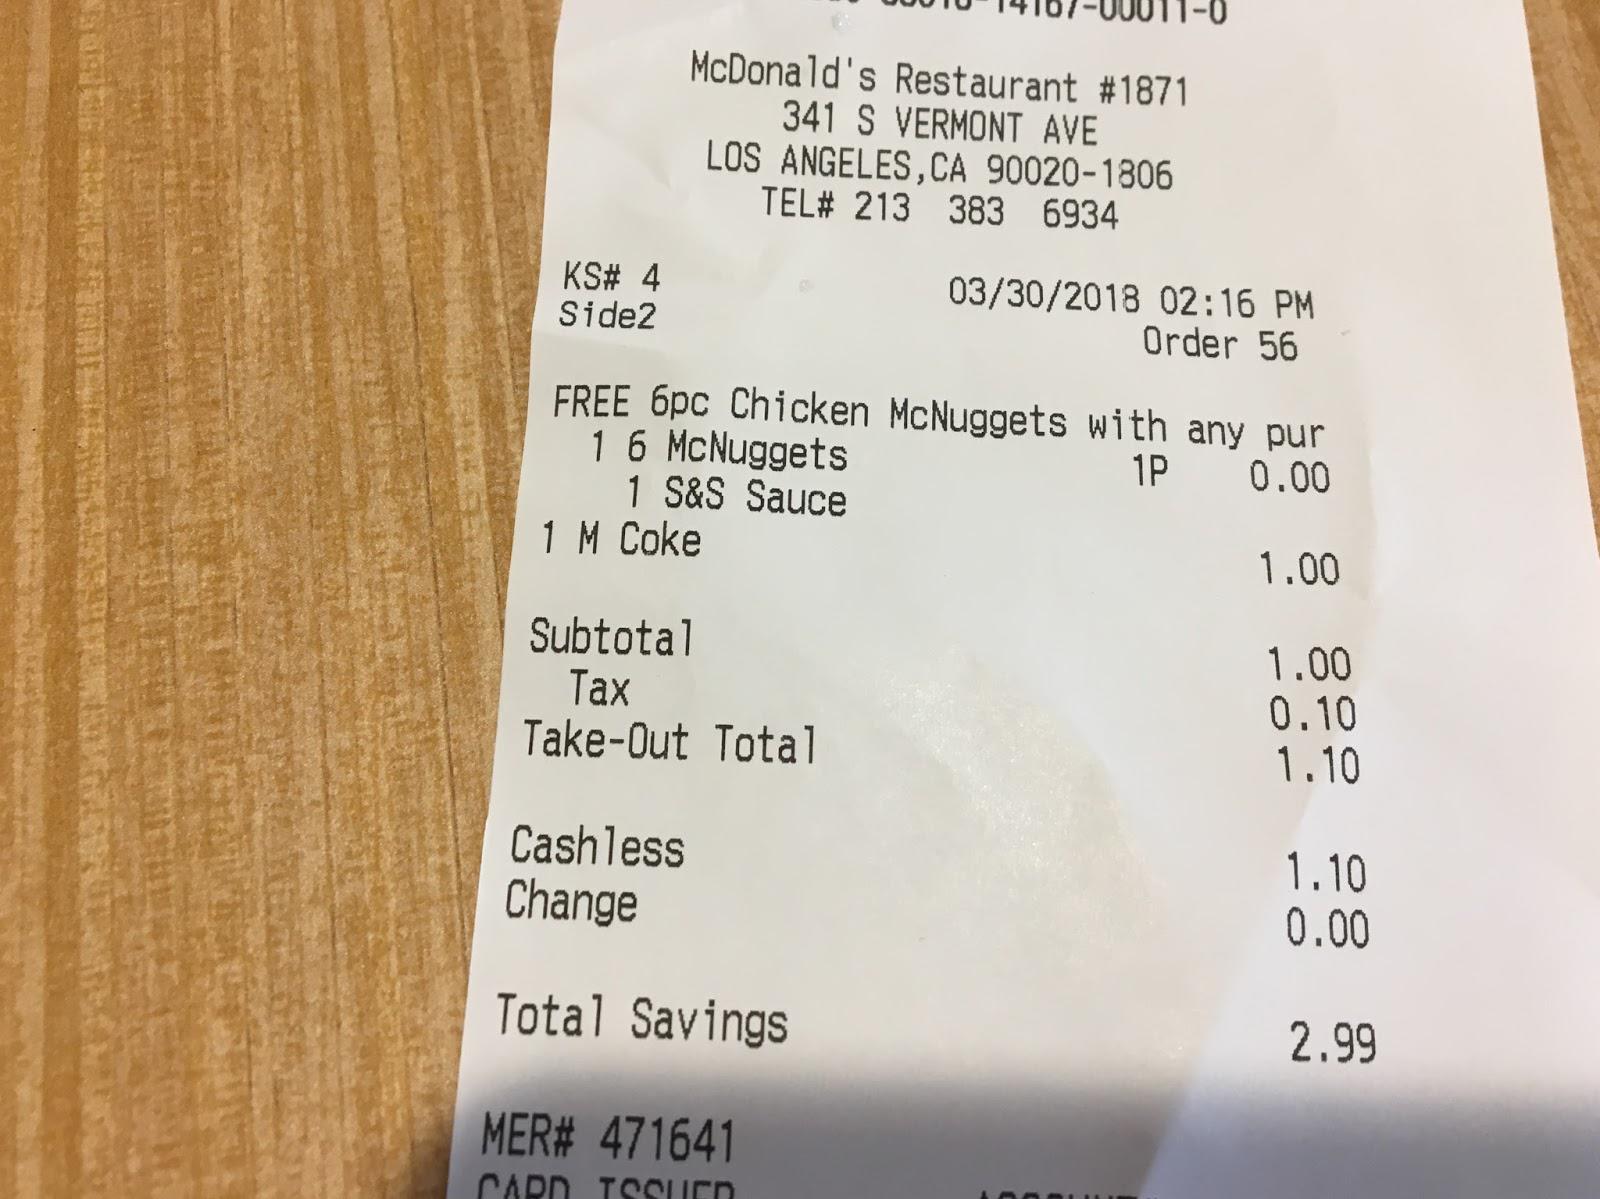 -14167-00011-0
McDonald's Restaurant #1871
341 S VERMONT AVE
LOS ANGELES,CA 90020-1806
TEL# 213 383 6934
KS# 4 03/30/2018 02:16 PM
Side2 Order 56
FREE 6pc Chicken McNuggets with any pur
1 6 McNuggets 1P 0.00
1 S&S Sauce
1 M Coke 1.00
Subtotal 1.00
Tax 0.10
Take-Out Total 1.10
Cashless 1.10
Change 0.00
Total Savings 2.99
MER# 471641
CARD ISSUER